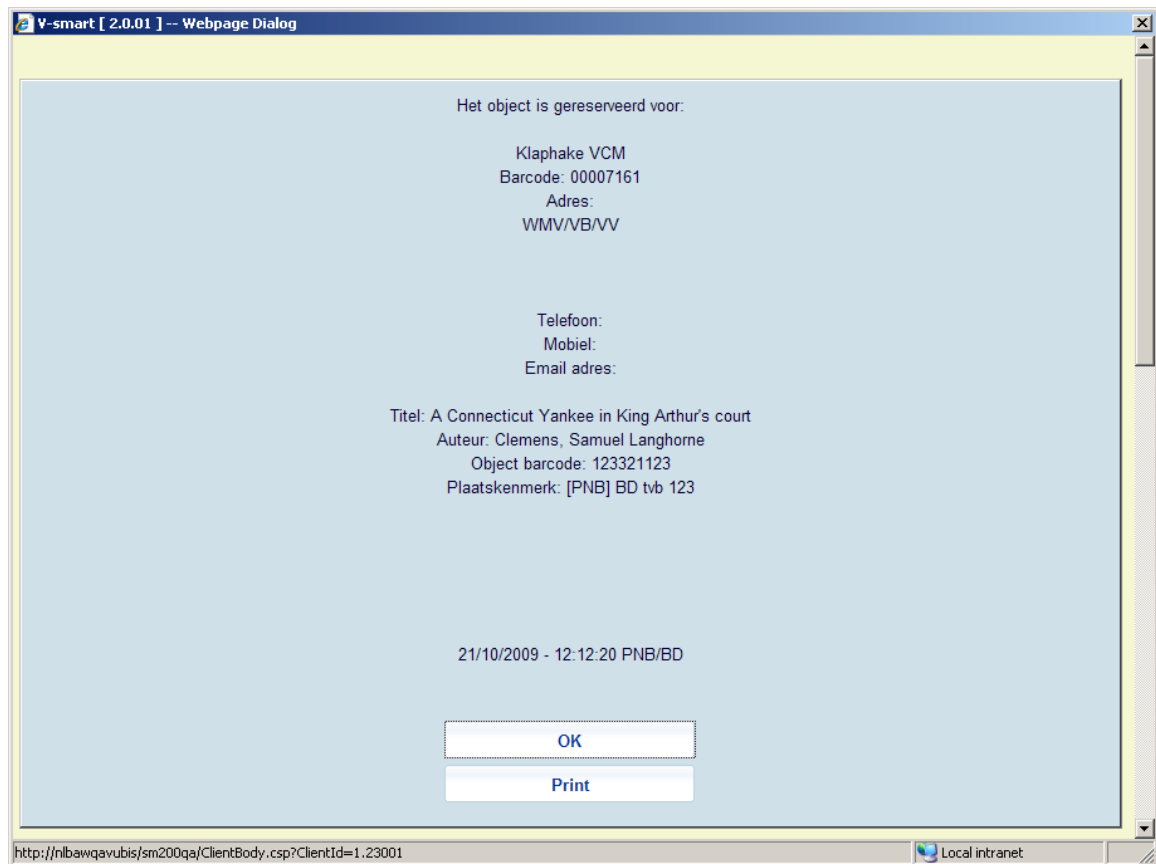 V-smart [ 2.0.01 ] -- Webpage Dialog
Het object is gereserveerd voor:
Klaphake VCM
Barcode: 00007161
Adres:
WMV/VB/VV
Telefoon:
Mobiel:
Email adres:
Titel: A Connecticut Yankee in King Arthur's court
Auteur: Clemens, Samuel Langhorne
Object barcode: 123321123
Plaatskenmerk: [PNB] BD tvb 123
21/10/2009 - 12:12:20 PNB/BD
OK
Print
http://nlbawqavubis/sm200qa/ClientBody.csp?ClientId=1.23001
Local intranet